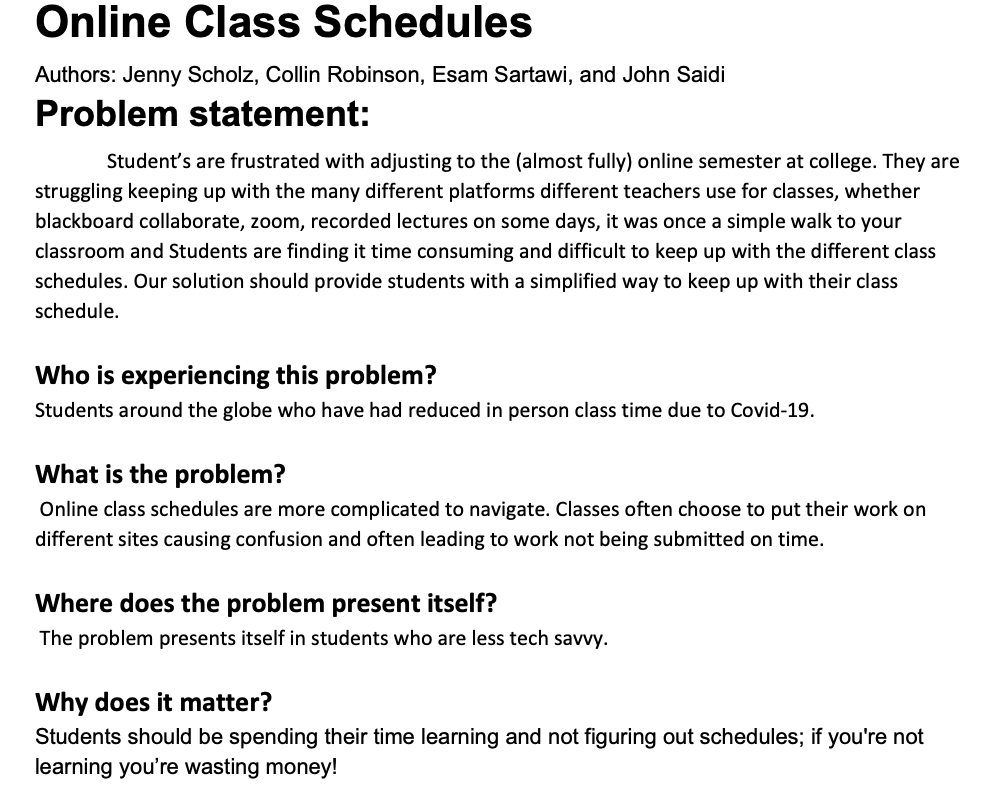 Online Class Schedules
Authors: Jenny Scholz, Collin Robinson, Esam Sartawi, and John Saidi
Problem statement:
Student’s are frustrated with adjusting to the (almost fully) online semester at college. They are
struggling keeping up with the many different platforms different teachers use for classes, whether
blackboard collaborate, zoom, recorded lectures on some days, it was once a simple walk to your
classroom and Students are finding it time consuming and difficult to keep up with the different class
schedules. Our solution should provide students with a simplified way to keep up with their class
schedule.
Who is experiencing this problem?
Students around the globe who have had reduced in person class time due to Covid-19.
What is the problem?
Online class schedules are more complicated to navigate. Classes often choose to put their work on
different sites causing confusion and often leading to work not being submitted on time.
Where does the problem present itself?
The problem presents itself in students who are less tech savvy.
Why does it matter?
Students should be spending their time learning and not figuring out schedules; if you're not
learning you’re wasting money!